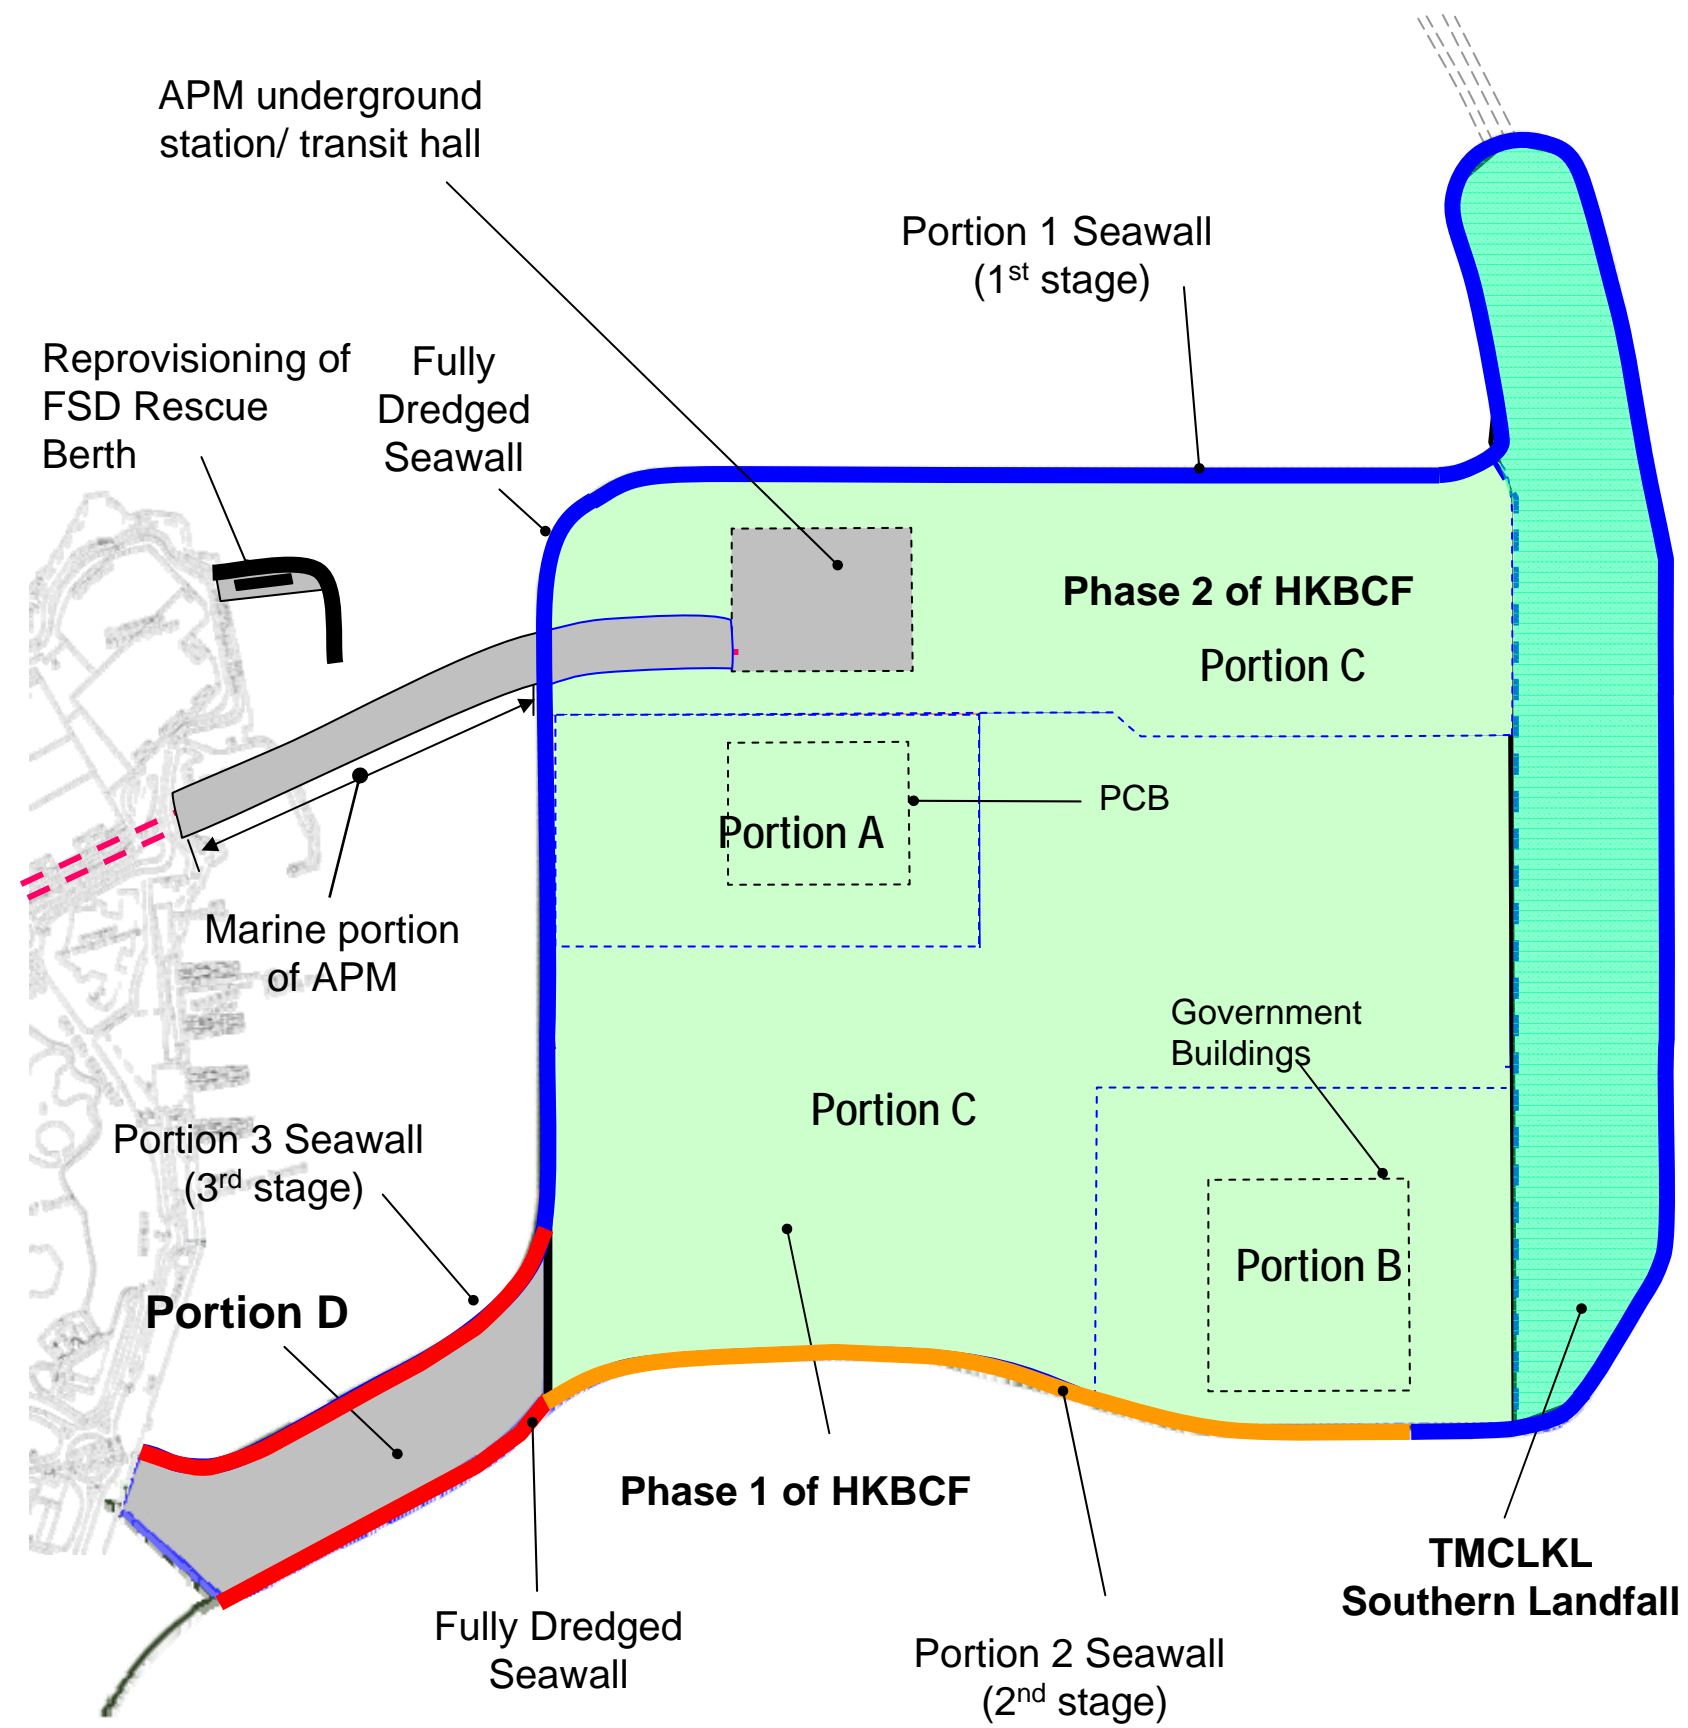 APM underground
station/ transit hall
Portion 1 Seawall
(1st stage)
Reprovisioning of
FSD Rescue
Berth
Fully
Dredged
Seawall
Phase 2 of HKBCF
Portion C
PCB
Portion A
Marine portion
of APM
Government
Buildings
Portion C
Portion 3 Seawall
(3rd stage)
Portion B
Portion D
Phase 1 of HKBCF
TMCLKL
Southern Landfall
Fully Dredged
Seawall
Portion 2 Seawall
(2nd stage)